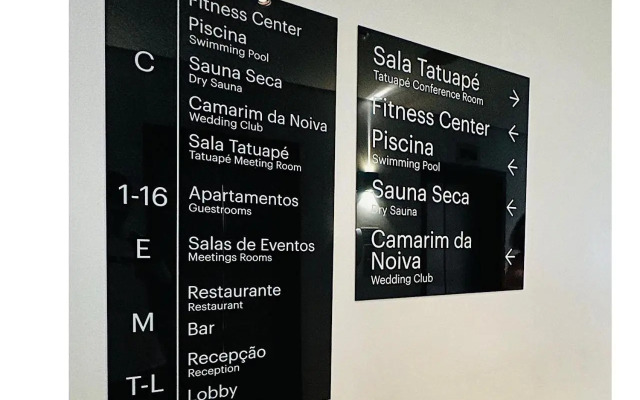 Fitness Center
Piscina
Swimming Pool
C
Sauna Seca
Dry Sauna
Camarim da Noiva
Wedding Club
Sala Tatuapé
Tatuapé Meeting Room
1-16
Apartamentos
Guestrooms
E
Salas de Eventos
Meetings Rooms
Restaurante
Restaurant
M
Bar
Recepção
Reception
T-L
Lobby
Sala Tatuapé
Tatuapé Conference Room →
Fitness Center ←
Piscina ←
Swimming Pool
Sauna Seca ←
Dry Sauna
Camarim da ←
Noiva
Wedding Club